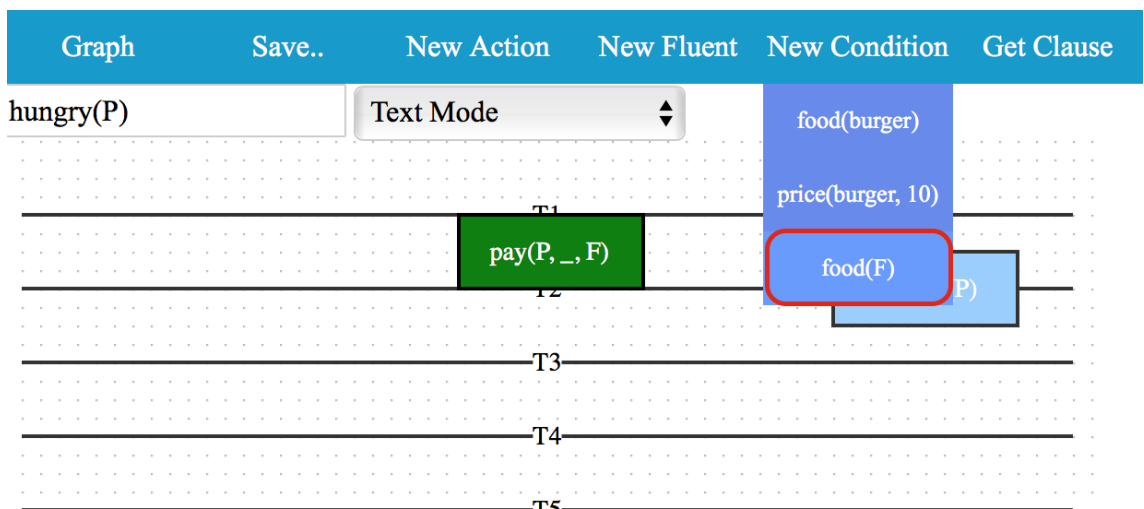 Graph Save.. New Action New Fluent New Condition Get Clause
hungry(P) Text Mode
food(burger)
price(burger, 10)
food(F)
T1
pay(P, _, F)
P)
T2
T3
T4
T5